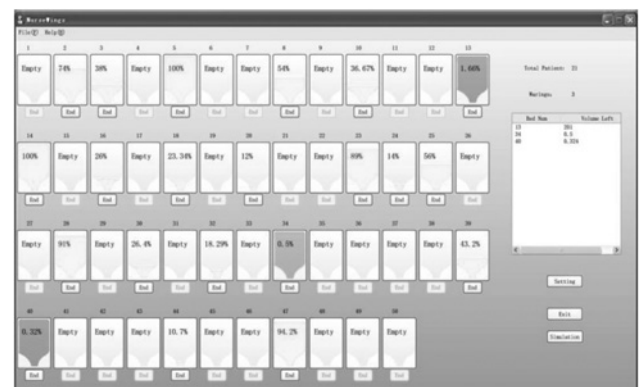 NurseWings
File(F) Help(H)
1 2 3 4 5 6 7 8 9 10 11 12 13
Empty 74% 38% Empty 100% Empty Empty 54% Empty 36.67% Empty Empty 1.66%
End End End End End End End End End End End End End
Total Patient: 21
Warings: 3
Bed Num Volume Left
13
34 0.5
40 0.324
14 15 16 17 18 19 20 21 22 23 24 25 26
100% Empty 26% Empty 23.34% Empty 12% Empty Empty 89% 14% 56% Empty
End End End End End End End End End End End End End
27 28 29 30 31 32 33 34 35 36 37 38 39
Empty 91% Empty 26.4% Empty 18.29% Empty 0.5% Empty Empty Empty Empty 43.2%
End End End End End End End End End End End End End
Setting
40 41 42 43 44 45 46 47 48 49 50
0.32% Empty Empty Empty 10.7% Empty Empty 94.2% Empty Empty Empty
End End End End End End End End End End End
Exit
Simulation